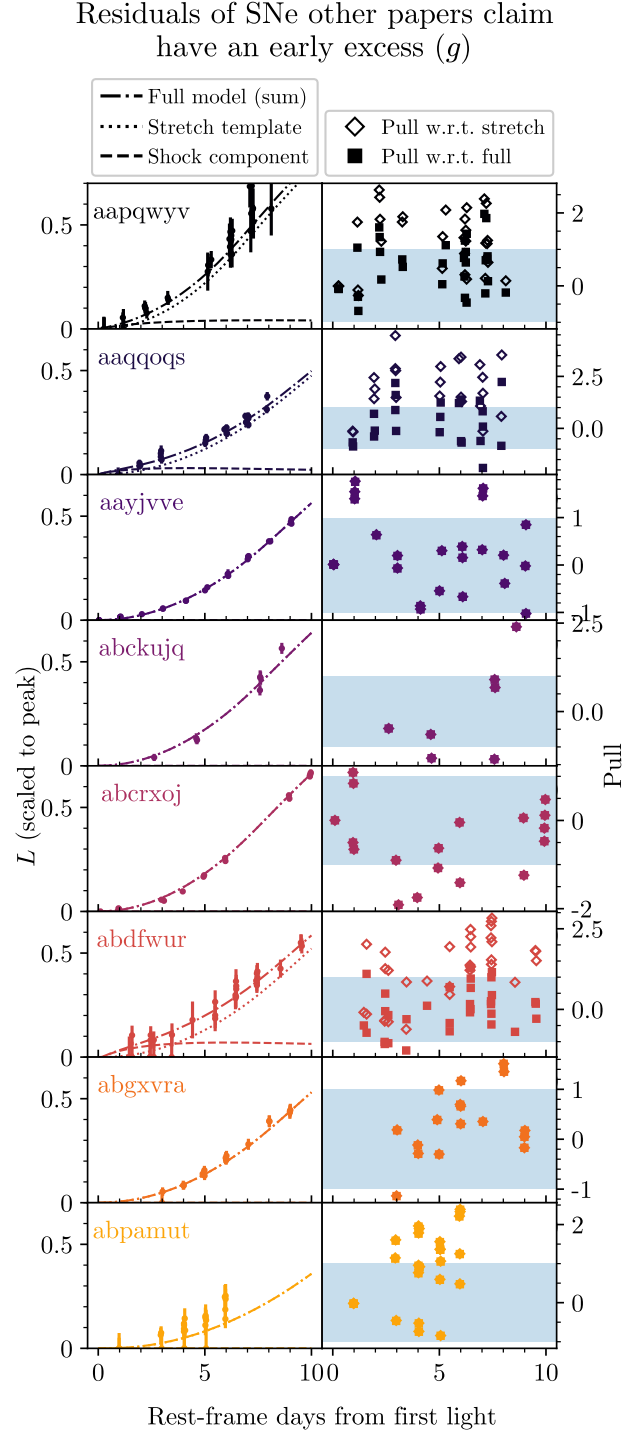 Residuals of SNe other papers claim
have an early excess (g)
Full model (sum)
Stretch template
Shock component
Pull w.r.t. stretch
Pull w.r.t. full
aapqwyv
0.5
0
2
0
aaqqoqs
0.5
0
2.5
0.0
aayjvve
0.5
0
1
0
-1
abckujq
0.5
0
2.5
0.0
abcrxoj
0.5
0
0
-2
abdfwur
0.5
0
2.5
0.0
abgxvra
0.5
0
1
0
-1
abpamut
0.5
0
2
0
L (scaled to peak)
Pull
0 5 10 0 5 10
Rest-frame days from first light